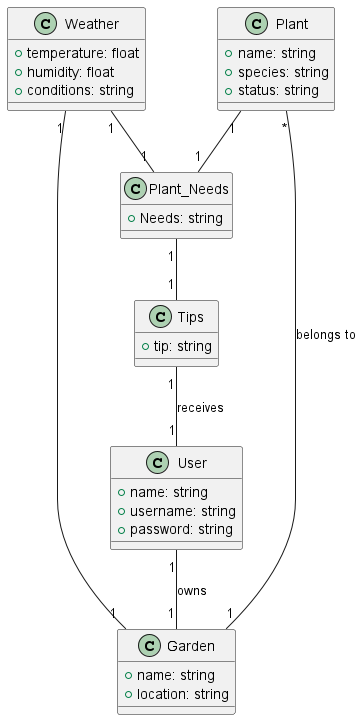 C Weather
temperature: float
humidity: float
conditions: string
C Plant
name: string
species: string
status: string
1
1
1
*
1
1
C Plant_Needs
Needs: string
1
1
C Tips
tip: string
belongs to
1
receives
1
C User
name: string
username: string
password: string
1
owns
1
1
1
C Garden
name: string
location: string